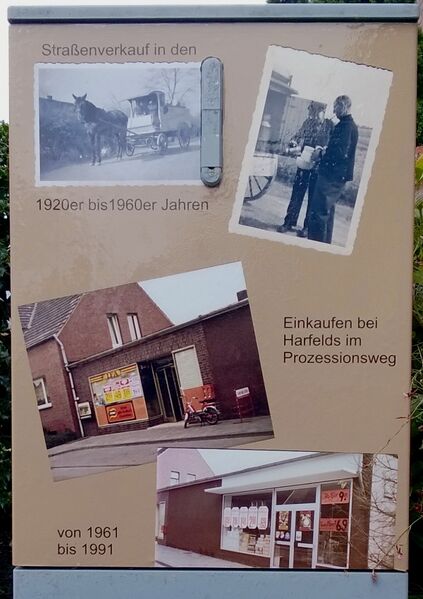 Straßenverkauf in den
1920er bis1960er Jahren
Einkaufen bei
Harfelds im
Prozessionsweg
von 1961
bis 1991